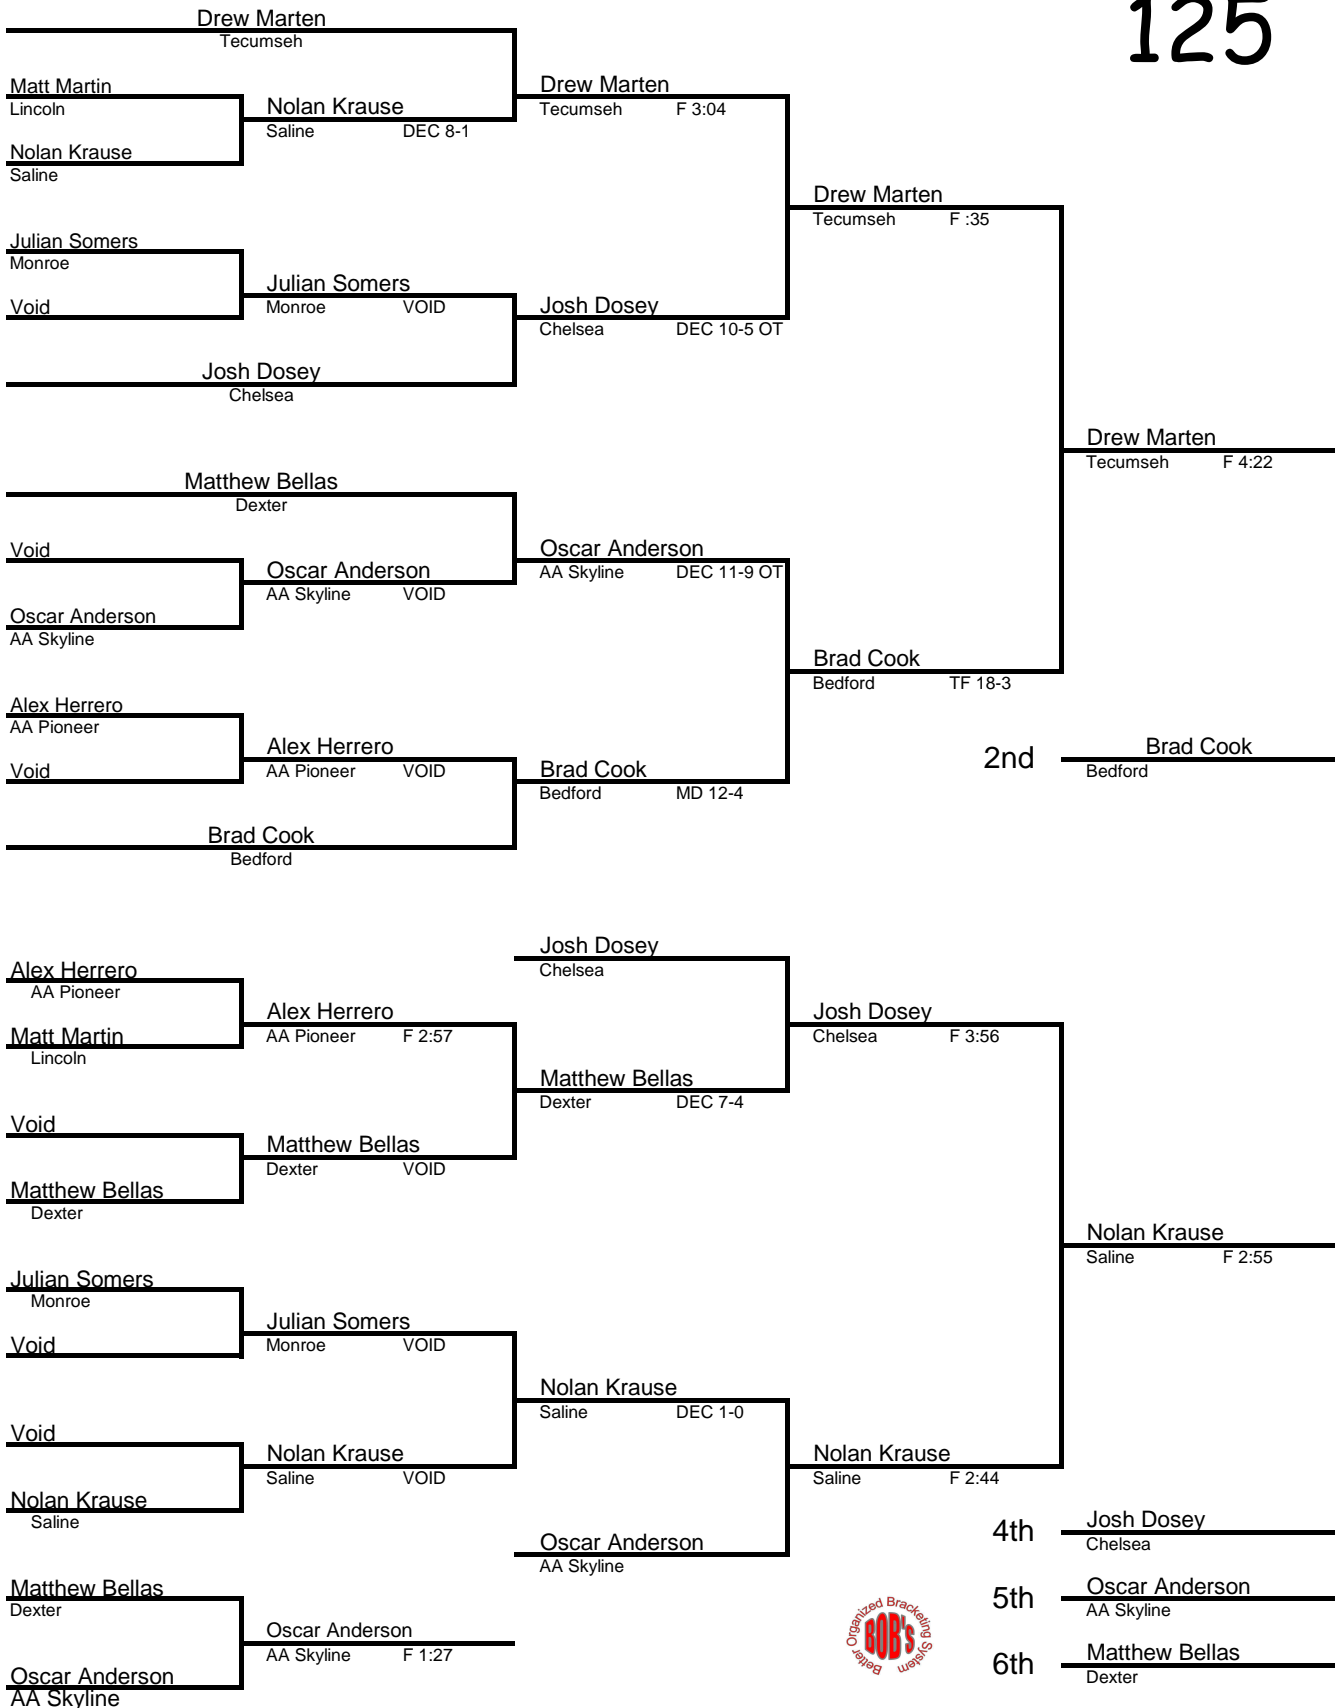 125
Drew Marten
Tecumseh
Matt Martin
Lincoln
Nolan Krause
Saline
Nolan Krause
Saline DEC 8-1
Drew Marten
Tecumseh F 3:04
Julian Somers
Monroe
Void
Julian Somers
Monroe VOID
Josh Dosey
Chelsea
Josh Dosey
Chelsea DEC 10-5 OT
Drew Marten
Tecumseh F :35
Matthew Bellas
Dexter
Void
Oscar Anderson
AA Skyline
Oscar Anderson
AA Skyline VOID
Oscar Anderson
AA Skyline DEC 11-9 OT
Alex Herrero
AA Pioneer
Void
Alex Herrero
AA Pioneer VOID
Brad Cook
Bedford
Brad Cook
Bedford MD 12-4
Brad Cook
Bedford TF 18-3
Drew Marten
Tecumseh F 4:22
2nd Brad Cook
Bedford
Alex Herrero
AA Pioneer
Matt Martin
Lincoln
Alex Herrero
AA Pioneer F 2:57
Void
Matthew Bellas
Dexter
Matthew Bellas
Dexter VOID
Josh Dosey
Chelsea
Matthew Bellas
Dexter DEC 7-4
Josh Dosey
Chelsea F 3:56
Julian Somers
Monroe
Void
Julian Somers
Monroe VOID
Void
Nolan Krause
Saline
Nolan Krause
Saline VOID
Nolan Krause
Saline DEC 1-0
Oscar Anderson
AA Skyline
Nolan Krause
Saline F 2:44
Nolan Krause
Saline F 2:55
Matthew Bellas
Dexter
Oscar Anderson
AA Skyline
Oscar Anderson
AA Skyline F 1:27
4th Josh Dosey
Chelsea
5th Oscar Anderson
AA Skyline
6th Matthew Bellas
Dexter
Better Organized Bracketing System
BOB'S